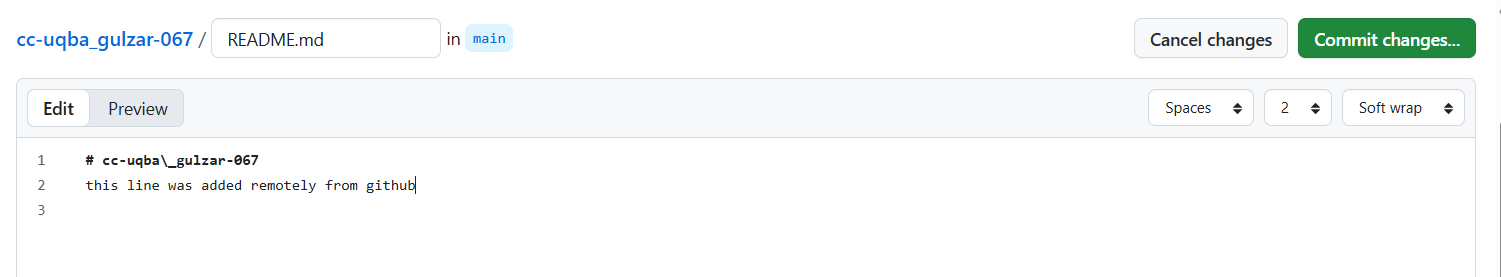 cc-uqba_gulzar-067 / README.md in main Cancel changes Commit changes...
Edit Preview Spaces 2 Soft wrap
1 # cc-uqba\_gulzar-067
2 this line was added remotely from github
3